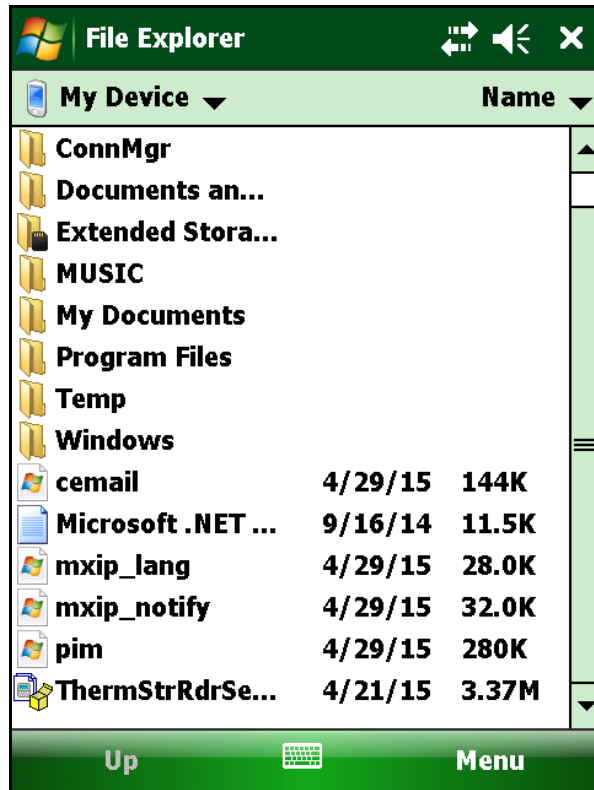 File Explorer
My Device Name
ConnMgr
Documents an...
Extended Stora...
MUSIC
My Documents
Program Files
Temp
Windows
cemail 4/29/15 144K
Microsoft .NET ... 9/16/14 11.5K
mxip_lang 4/29/15 28.0K
mxip_notify 4/29/15 32.0K
pim 4/29/15 280K
ThermStrRdrSe... 4/21/15 3.37M
Up Menu